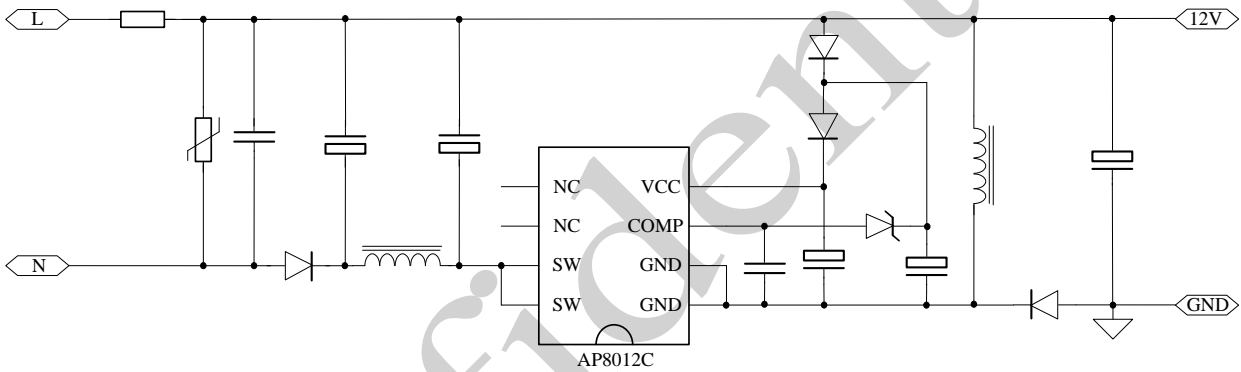 L
12V
NC
VCC
NC
COMP
N
SW
GND
SW
GND
GND
AP8012C